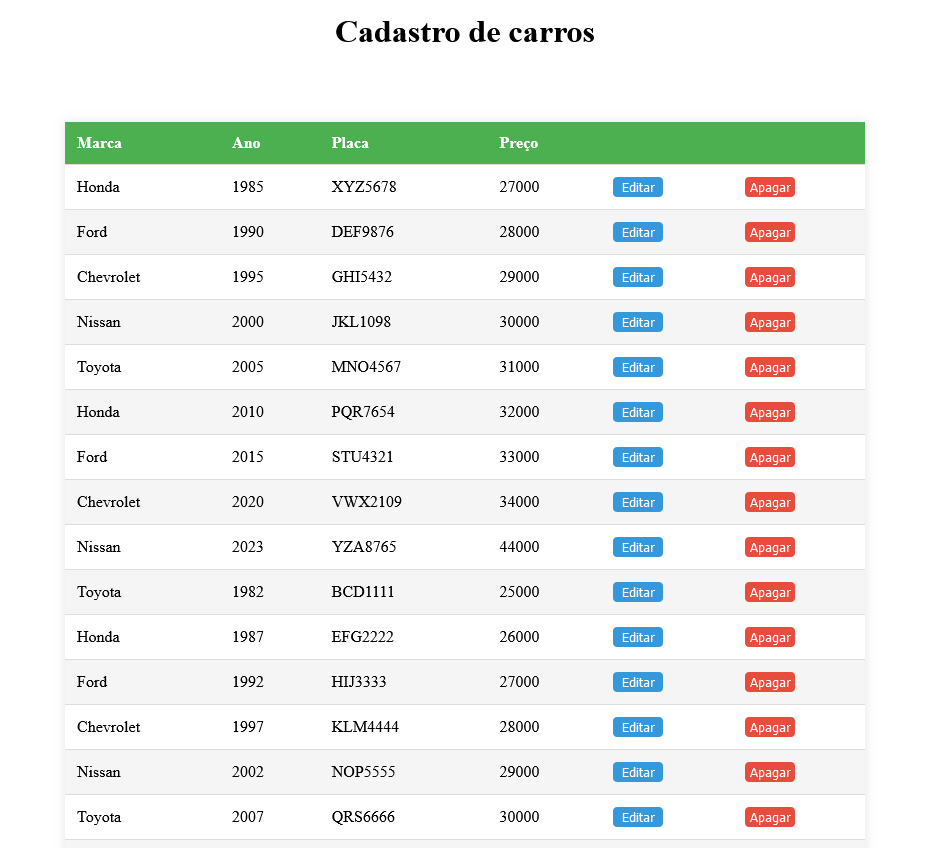 Cadastro de carros
Marca Ano Placa Preço
Honda 1985 XYZ5678 27000 Editar Apagar
Ford 1990 DEF9876 28000 Editar Apagar
Chevrolet 1995 GHI5432 29000 Editar Apagar
Nissan 2000 JKL1098 30000 Editar Apagar
Toyota 2005 MNO4567 31000 Editar Apagar
Honda 2010 PQR7654 32000 Editar Apagar
Ford 2015 STU4321 33000 Editar Apagar
Chevrolet 2020 VWX2109 34000 Editar Apagar
Nissan 2023 YZA8765 44000 Editar Apagar
Toyota 1982 BCD1111 25000 Editar Apagar
Honda 1987 EFG2222 26000 Editar Apagar
Ford 1992 HIJ3333 27000 Editar Apagar
Chevrolet 1997 KLM4444 28000 Editar Apagar
Nissan 2002 NOP5555 29000 Editar Apagar
Toyota 2007 QRS6666 30000 Editar Apagar